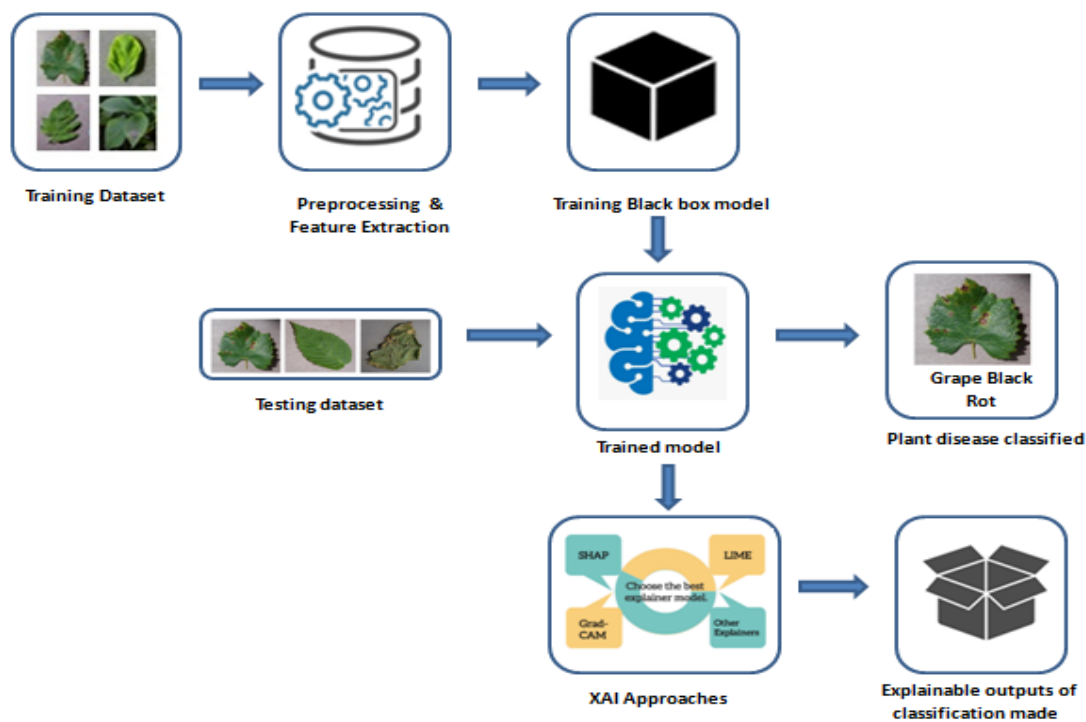 Training Dataset
Preprocessing &
Feature Extraction
Training Black box model
Testing dataset
Trained model
Grape Black
Rot
Plant disease classified
SHAP
LIME
Choose the best
explainer model.
Grad-
CAM
Other
Explainers
XAI Approaches
Explainable outputs of
classification made